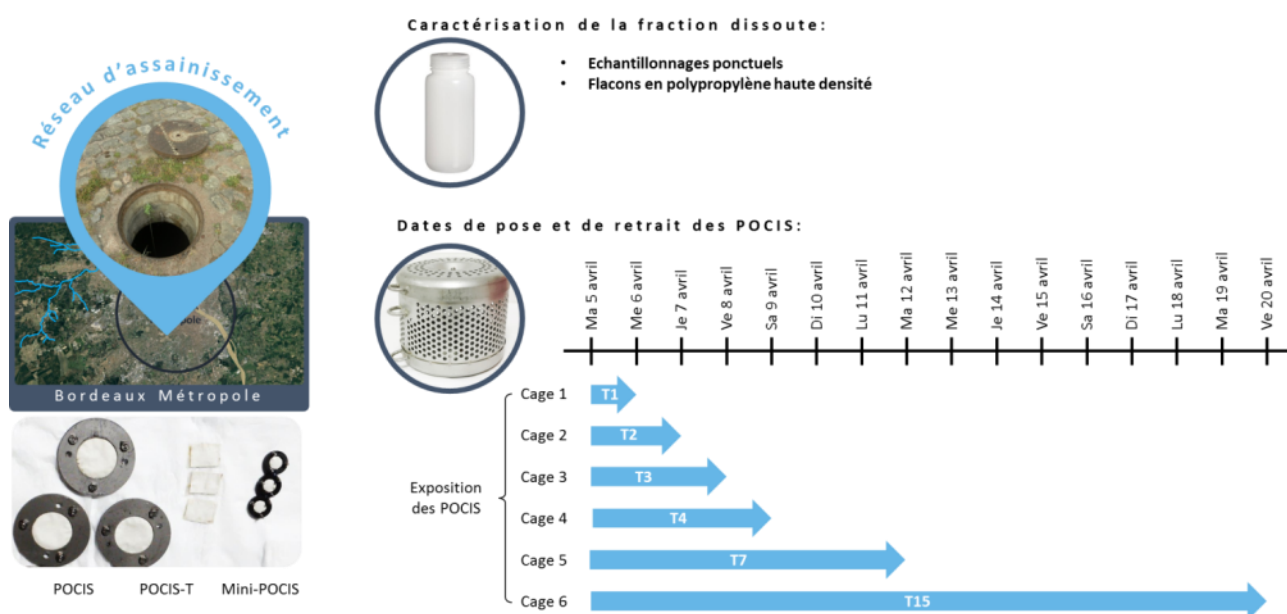 Caractérisation de la fraction dissoute:
• Echantillonnages ponctuels
• Flacons en polypropylène haute densité
Réseau d'assainissement
Bordeaux Métropole
POCIS
POCIS-T
Mini-POCIS
Dates de pose et de retrait des POCIS:
Ma 5 avril
Me 6 avril
Je 7 avril
Ve 8 avril
Sa 9 avril
Di 10 avril
Lu 11 avril
Ma 12 avril
Me 13 avril
Je 14 avril
Ve 15 avril
Sa 16 avril
Di 17 avril
Lu 18 avril
Ma 19 avril
Ve 20 avril
Exposition
des POCIS
Cage 1
T1
Cage 2
T2
Cage 3
T3
Cage 4
T4
Cage 5
T7
Cage 6
T15